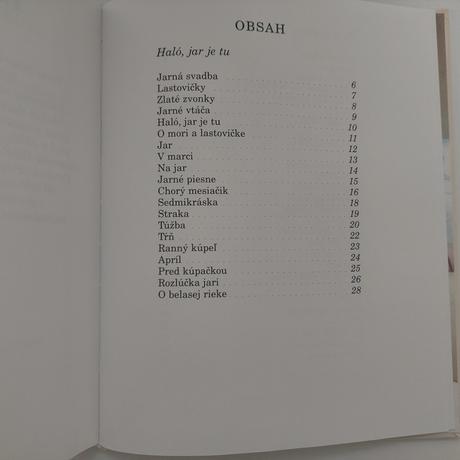 OBSAH
Haló, jar je tu
Jarná svadba 6
Lastovičky 7
Zlaté zvonky 8
Jarné vtáča 9
Haló, jar je tu 10
O mori a lastovičke 11
Jar 12
V marci 13
Na jar 14
Jarné piesne 15
Chorý mesiačik 16
Sedmikráska 18
Straka 19
Túžba 20
Tŕň 22
Ranný kúpeľ 23
Apríl 24
Pred kúpačkou 25
Rozlúčka jari 26
O belasej rieke 28